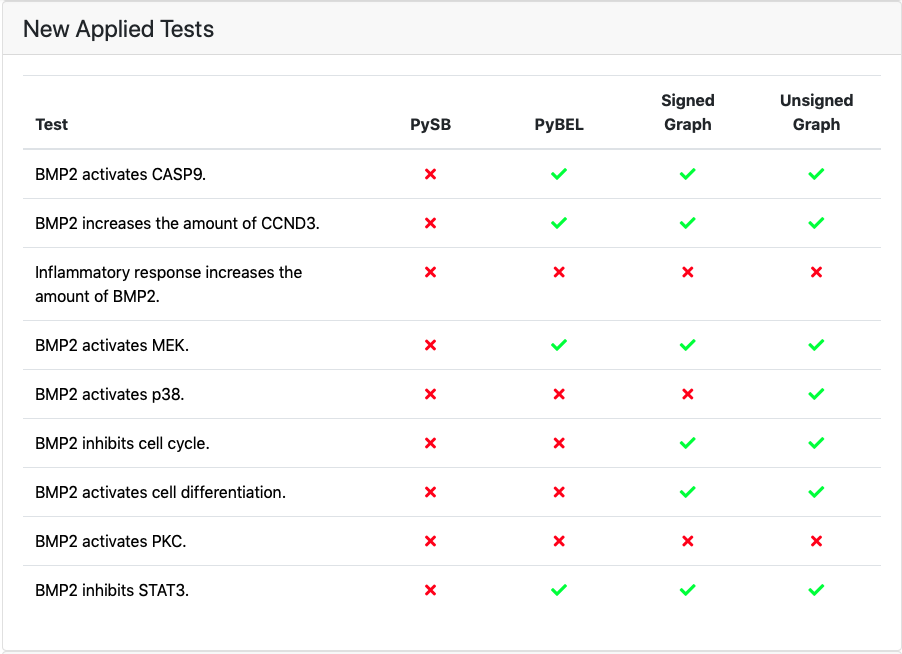 New Applied Tests
Test PySB PyBEL Signed Graph Unsigned Graph
BMP2 activates CASP9.
BMP2 increases the amount of CCND3.
Inflammatory response increases the
amount of BMP2.
BMP2 activates MEK.
BMP2 activates p38.
BMP2 inhibits cell cycle.
BMP2 activates cell differentiation.
BMP2 activates PKC.
BMP2 inhibits STAT3.